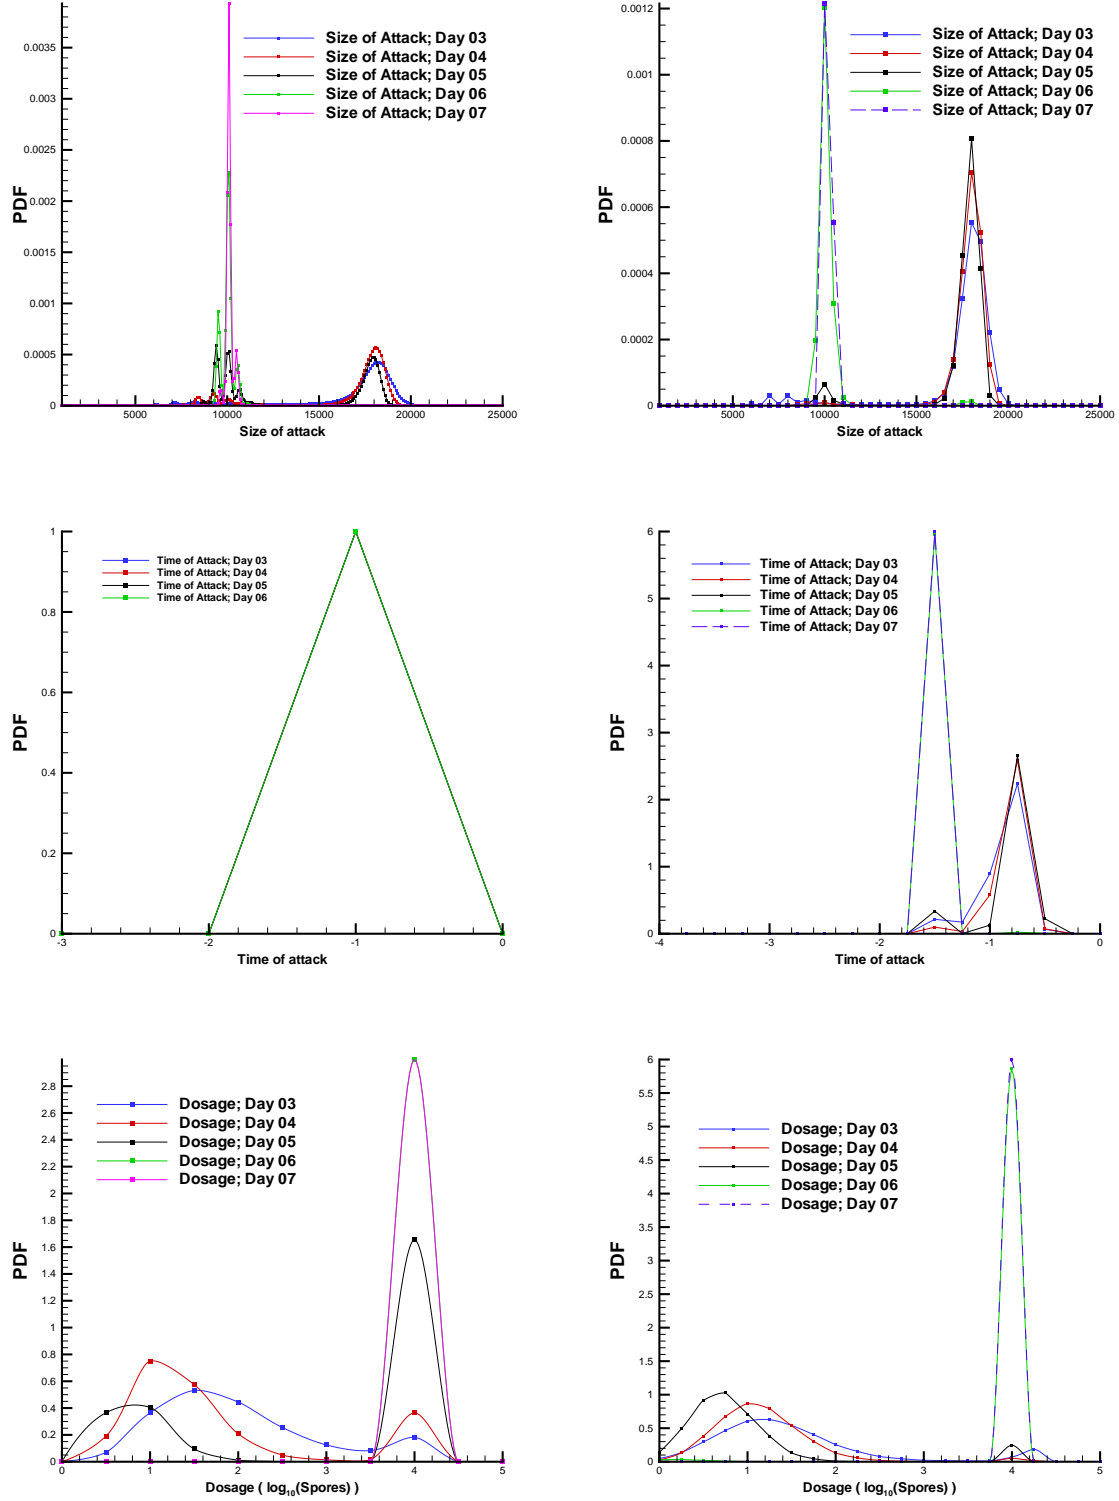 0.0035
0.003
0.0025
0.002
0.0015
0.001
0.0005
0
PDF
Size of Attack; Day 03
Size of Attack; Day 04
Size of Attack; Day 05
Size of Attack; Day 06
Size of Attack; Day 07
5000 10000 15000 20000 25000
Size of attack
0.0012
0.001
0.0008
0.0006
0.0004
0.0002
0
PDF
Size of Attack; Day 03
Size of Attack; Day 04
Size of Attack; Day 05
Size of Attack; Day 06
Size of Attack; Day 07
5000 10000 15000 20000 25000
Size of attack
1
0.8
0.6
0.4
0.2
0
PDF
Time of Attack; Day 03
Time of Attack; Day 04
Time of Attack; Day 05
Time of Attack; Day 06
-3 -2 -1 0
Time of attack
6
5
4
3
2
1
0
PDF
Time of Attack; Day 03
Time of Attack; Day 04
Time of Attack; Day 05
Time of Attack; Day 06
Time of Attack; Day 07
-4 -3 -2 -1 0
Time of attack
2.8
2.6
2.4
2.2
2
1.8
1.6
1.4
1.2
1
0.8
0.6
0.4
0.2
0
PDF
Dosage; Day 03
Dosage; Day 04
Dosage; Day 05
Dosage; Day 06
Dosage; Day 07
0 1 2 3 4 5
Dosage ( log10(Spores) )
6
5.5
5
4.5
4
3.5
3
2.5
2
1.5
1
0.5
0
PDF
Dosage; Day 03
Dosage; Day 04
Dosage; Day 05
Dosage; Day 06
Dosage; Day 07
0 1 2 3 4 5
Dosage ( log10(Spores) )